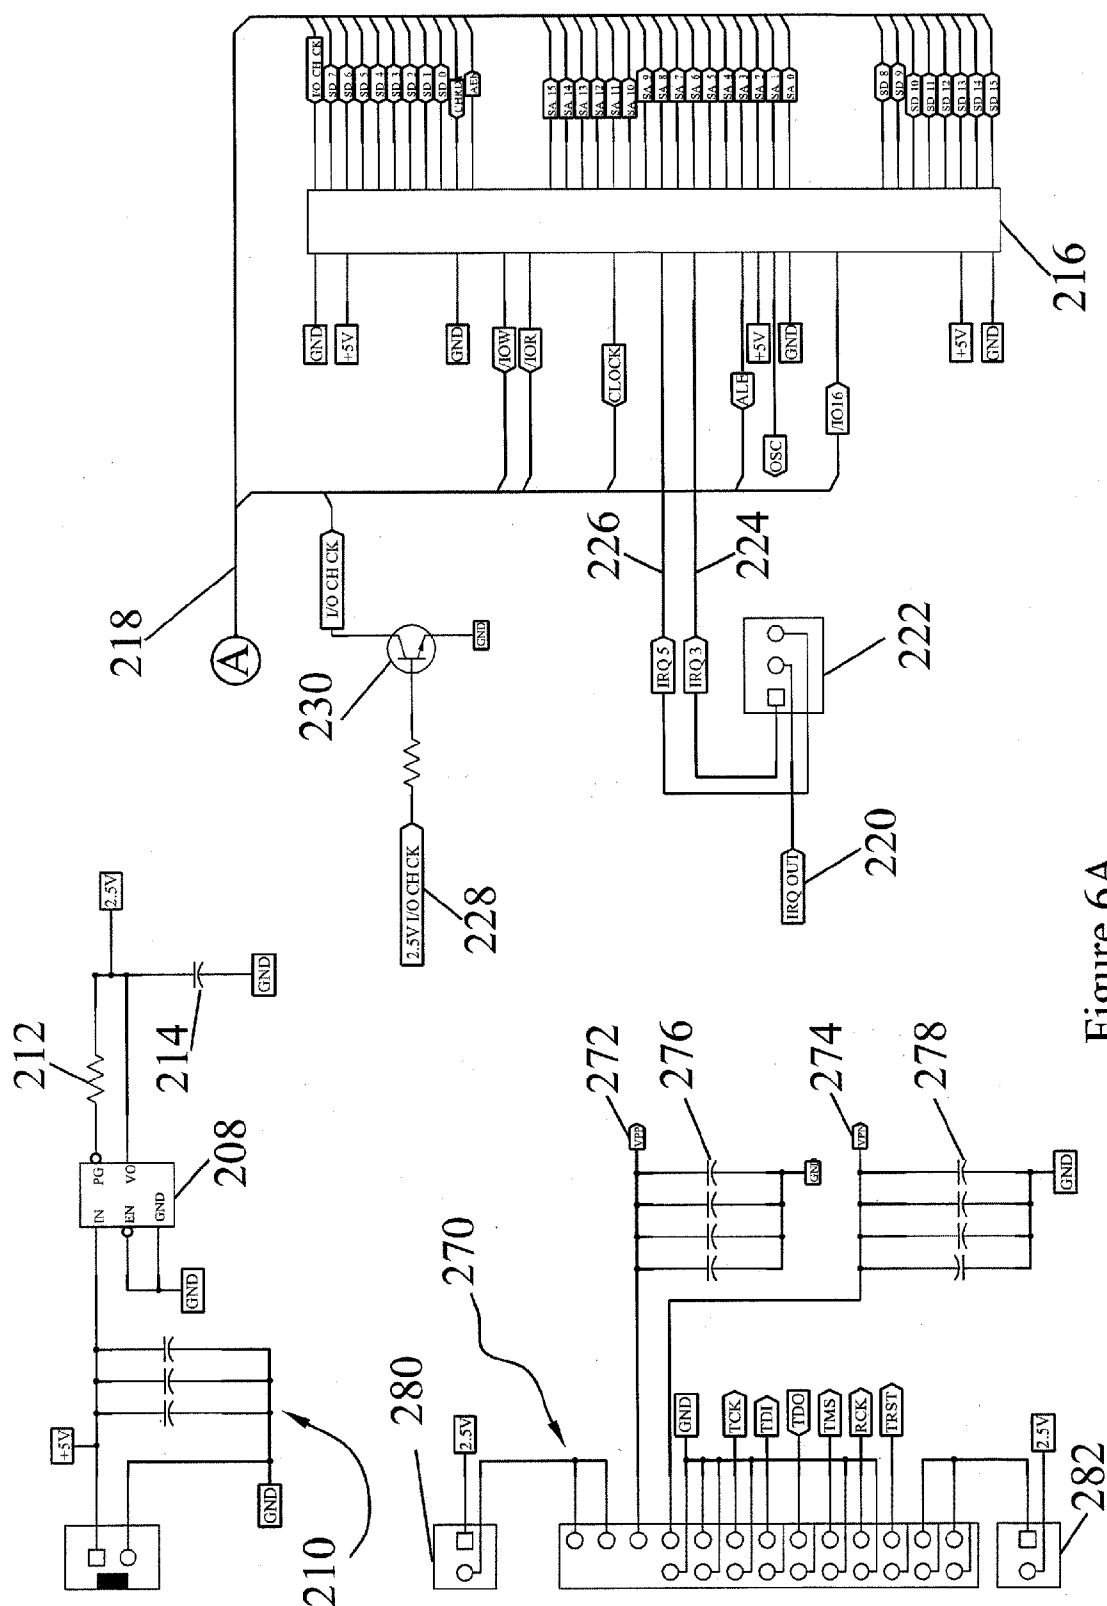 +5V
210
GND
IN
EN
PG
VO
GND
208
GND
212
214
2.5V
GND
A
218
2.5V I/O CH CK
228
230
I/O CH CK
GND
I/O CH CK
SD 7
SD 6
SD 5
SD 4
SD 3
SD 2
SD 1
SD 0
SA 15
SA 14
SA 13
SA 12
SA 11
SA 10
SA 9
SA 8
SA 7
SA 6
SA 5
SA 4
SA 3
SA 2
SA 1
SA 0
SD 8
SD 9
SD 10
SD 11
SD 12
SD 13
SD 14
SD 15
GND
+5V
GND
/IOW
/IOR
CLOCK
ALE
+5V
OSC
GND
/IO16
+5V
GND
216
226
224
IRQ 5
IRQ 3
222
IRQ OUT
220
280
2.5V
270
272
VPP
276
GND
274
VPN
278
GND
GND
TCK
TDI
TDO
TMS
RCK
TRST
2.5V
282
Figure 6A